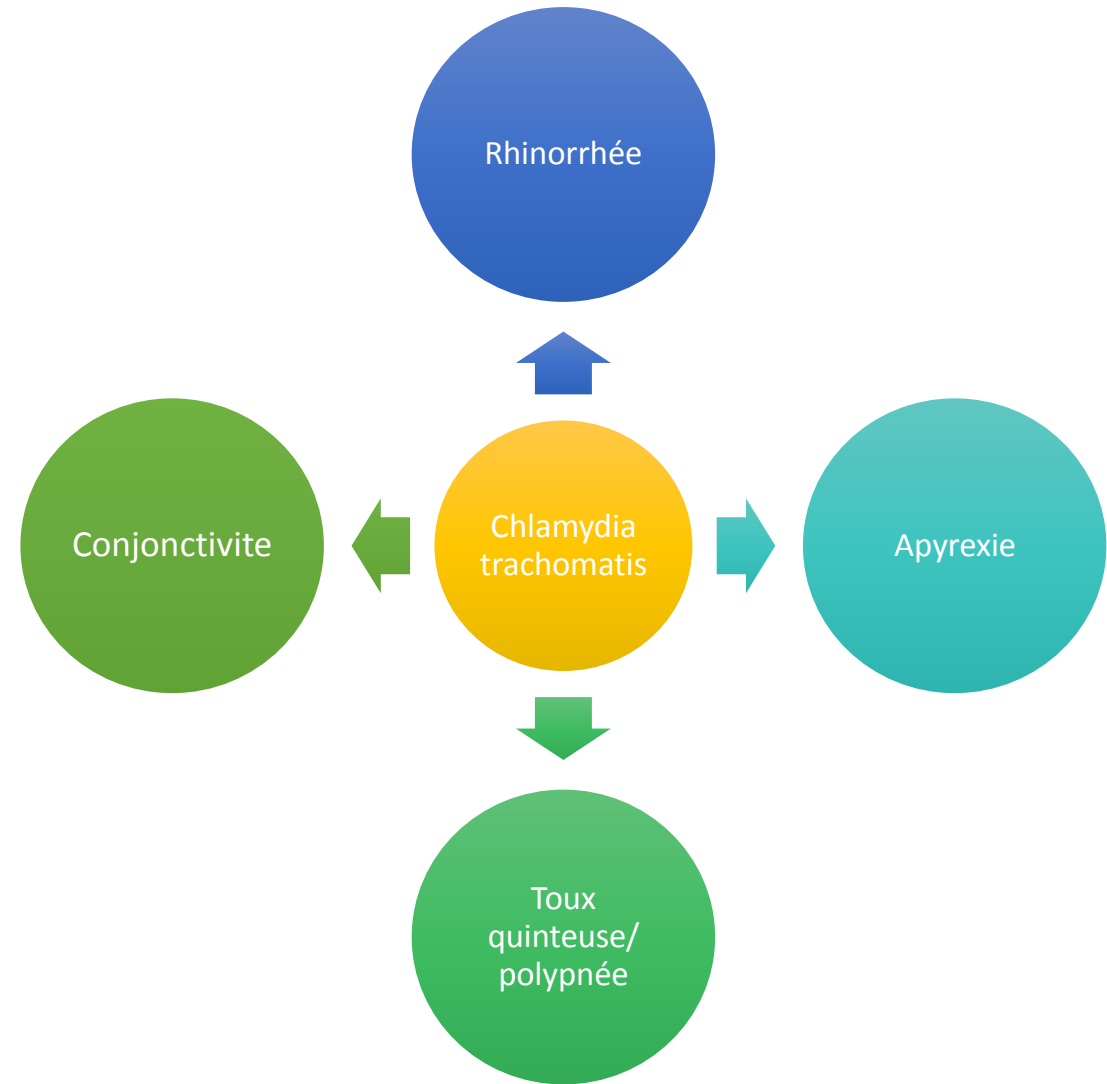 Rhinorrhée
Conjonctivite
Chlamydia
trachomatis
Apyrexie
Toux
quinteuse/
polypnée